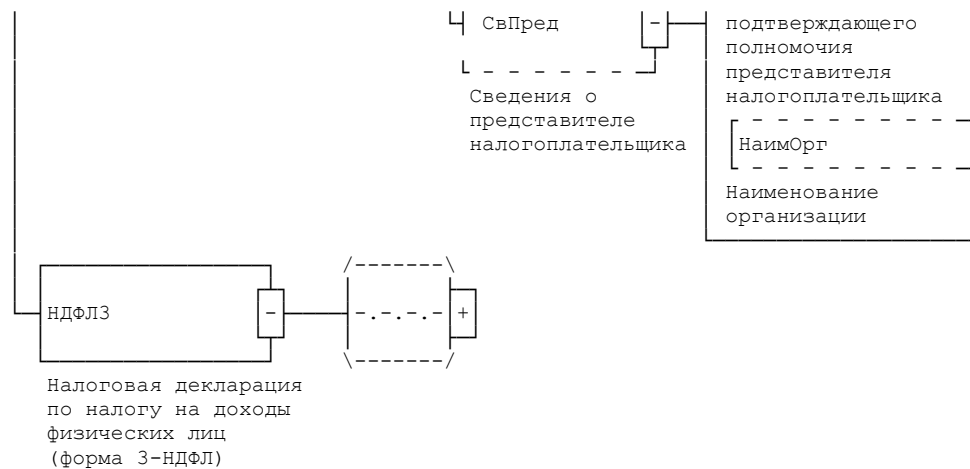 СвПред
-
подтверждающего
полномочия
представителя
налогоплательщика
Сведения о
представителе
налогоплательщика
НаимОрг
Наименование
организации
НДФЛ3
-
-.-.-.-
+
Налоговая декларация
по налогу на доходы
физических лиц
(форма 3-НДФЛ)